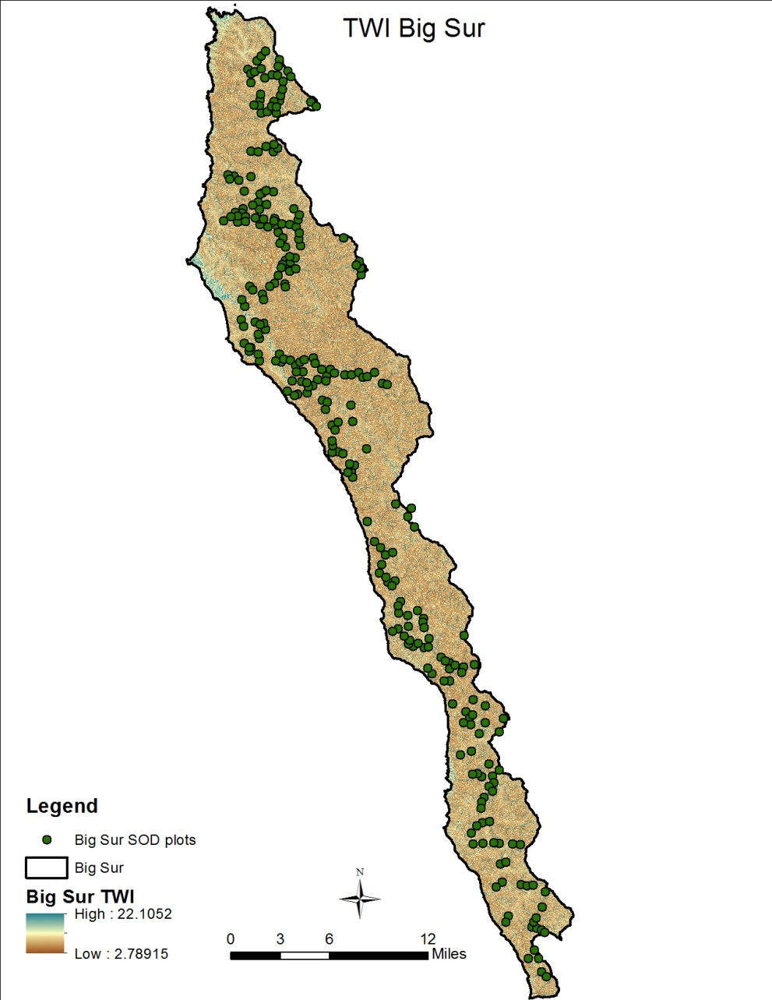 TWI Big Sur
Legend
Big Sur SOD plots
Big Sur
Big Sur TWI
High : 22.1052
Low : 2.78915
N
0 3 6 12
Miles